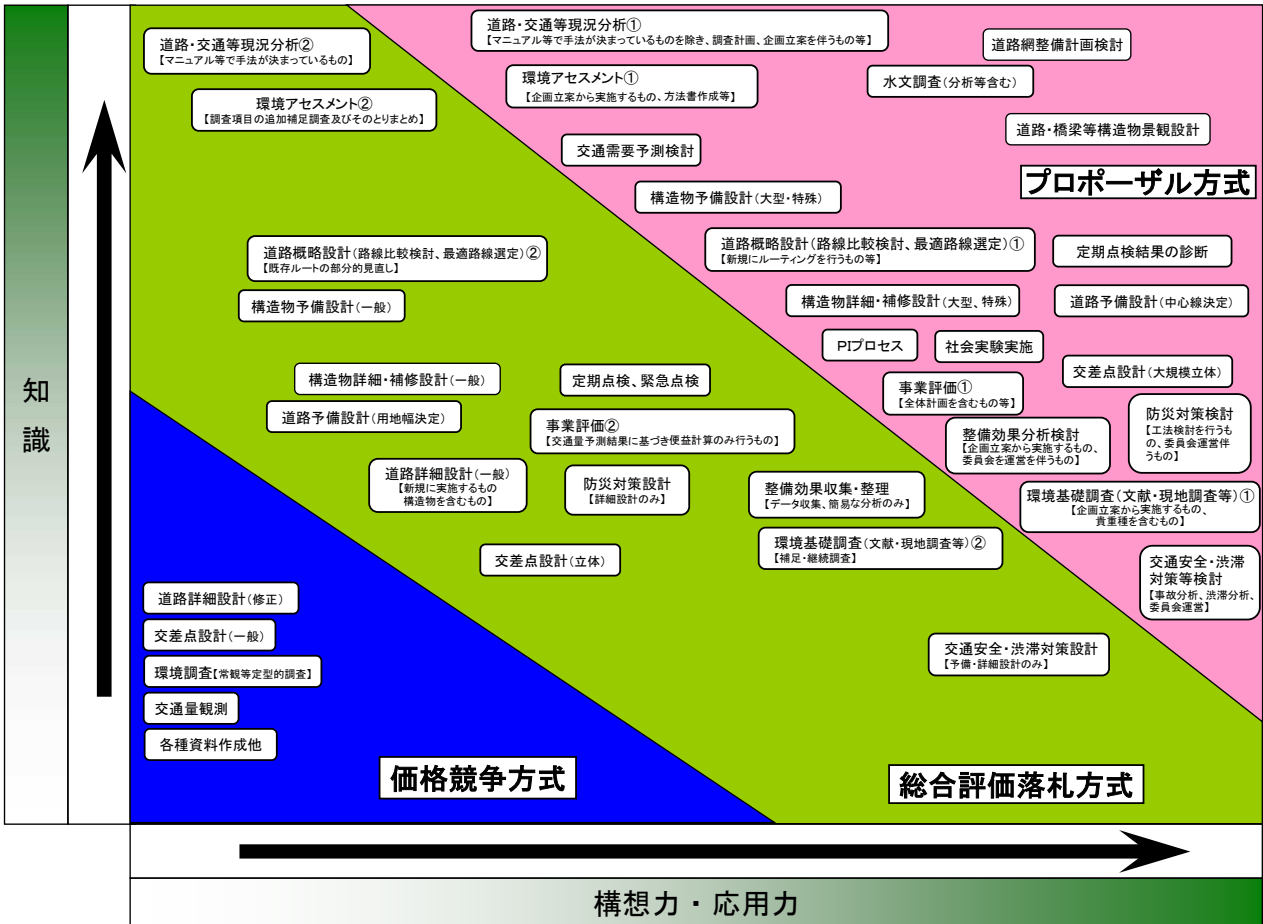 道路・交通等現況分析①
【マニュアル等で手法が決まっているものを除き、調査計画、企画立案を伴うもの等】
道路・交通等現況分析②
【マニュアル等で手法が決まっているもの】
道路網整備計画検討
環境アセスメント①
【企画立案から実施するもの、方法書作成等】
水文調査(分析等含む)
環境アセスメント②
【調査項目の追加補足調査及びそのとりまとめ】
道路・橋梁等構造物景観設計
交通需要予測検討
プロポーザル方式
構造物予備設計(大型・特殊)
道路概略設計(路線比較検討、最適路線選定)①
【新規にルーティングを行うもの等】
定期点検結果の診断
道路概略設計(路線比較検討、最適路線選定)②
【既存ルートの部分的見直し】
構造物予備設計(一般)
構造物詳細・補修設計(大型、特殊)
道路予備設計(中心線決定)
PIプロセス
社会実験実施
構造物詳細・補修設計(一般)
定期点検、緊急点検
交差点設計(大規模立体)
事業評価①
【全体計画を含むもの等】
道路予備設計(用地幅決定)
事業評価②
【交通量予測結果に基づき便益計算のみ行うもの】
防災対策検討
【工法検討を行う
もの、委員会運営伴
うもの】
整備効果分析検討
【企画立案から実施するもの、
委員会を運営を伴うもの】
道路詳細設計(一般)
【新規に実施するもの
構造物を含むもの】
防災対策設計
【詳細設計のみ】
整備効果収集・整理
【データ収集、簡易な分析のみ】
環境基礎調査(文献・現地調査等)①
【企画立案から実施するもの、
貴重種を含むもの】
環境基礎調査(文献・現地調査等)②
【補足・継続調査】
交差点設計(立体)
交通安全・渋滞
対策等検討
【事故分析、渋滞分析、
委員会運営】
道路詳細設計(修正)
交差点設計(一般)
環境調査【常観等定型的調査】
交通量観測
各種資料作成他
交通安全・渋滞対策設計
【予備・詳細設計のみ】
価格競争方式
総合評価落札方式
知
識
構想力・応用力